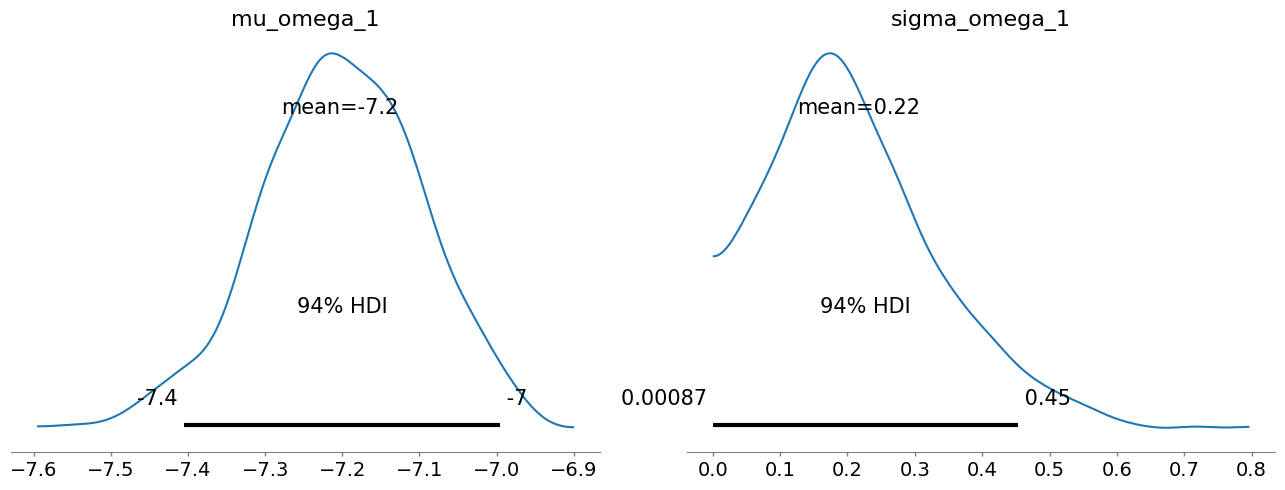 mu_omega_1
mean=-7.2
94% HDI
-7.4
-7
−7.6 −7.5 −7.4 −7.3 −7.2 −7.1 −7.0 −6.9
sigma_omega_1
mean=0.22
94% HDI
0.00087
0.45
0.0 0.1 0.2 0.3 0.4 0.5 0.6 0.7 0.8